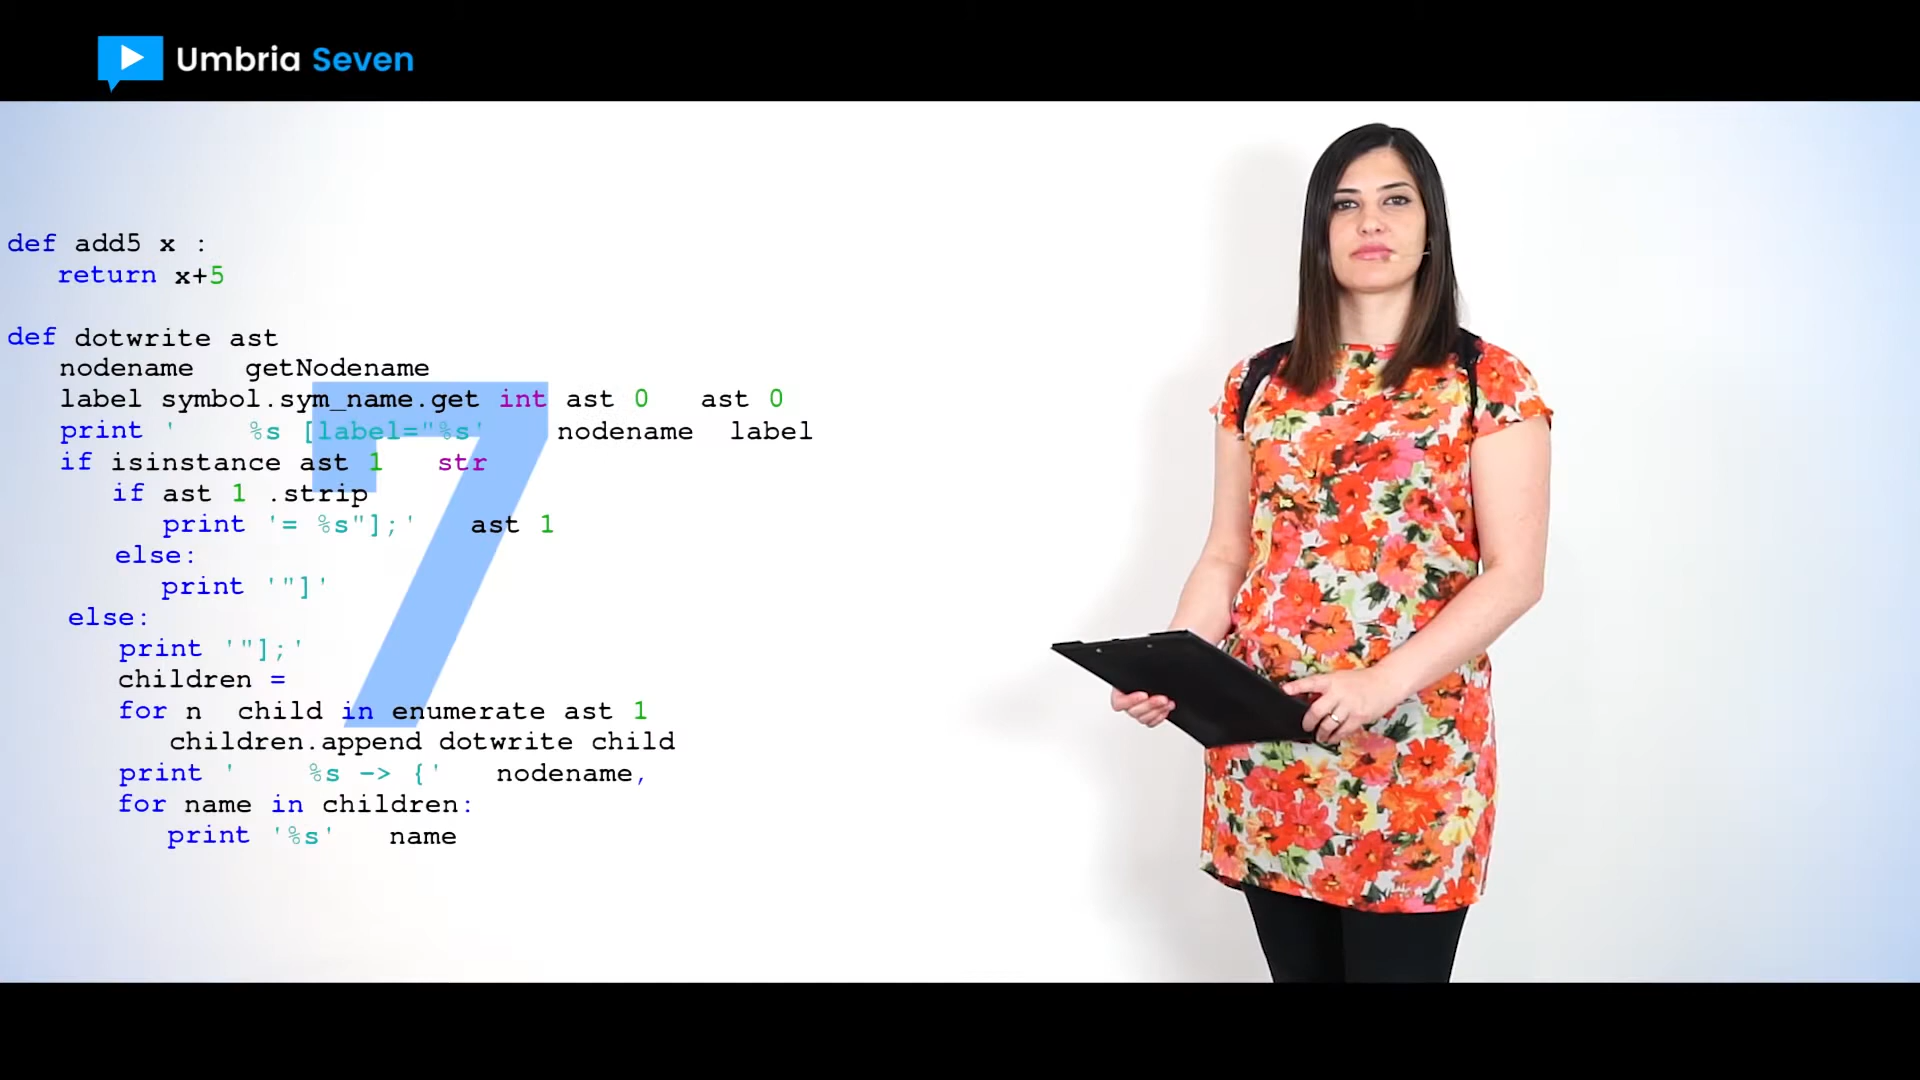 Umbria Seven
def add5 x :
return x+5
def dotwrite ast
nodename getNodename
label symbol.sym_name.get int ast 0 ast 0
print ' %s [label="%s' nodename label
if isinstance ast 1 str
if ast 1 .strip
print '= %s"];' ast 1
else:
print '"]'
else:
print '"];'
children =
for n child in enumerate ast 1
children.append dotwrite child
print ' %s -> {' nodename,
for name in children:
print '%s' name
7